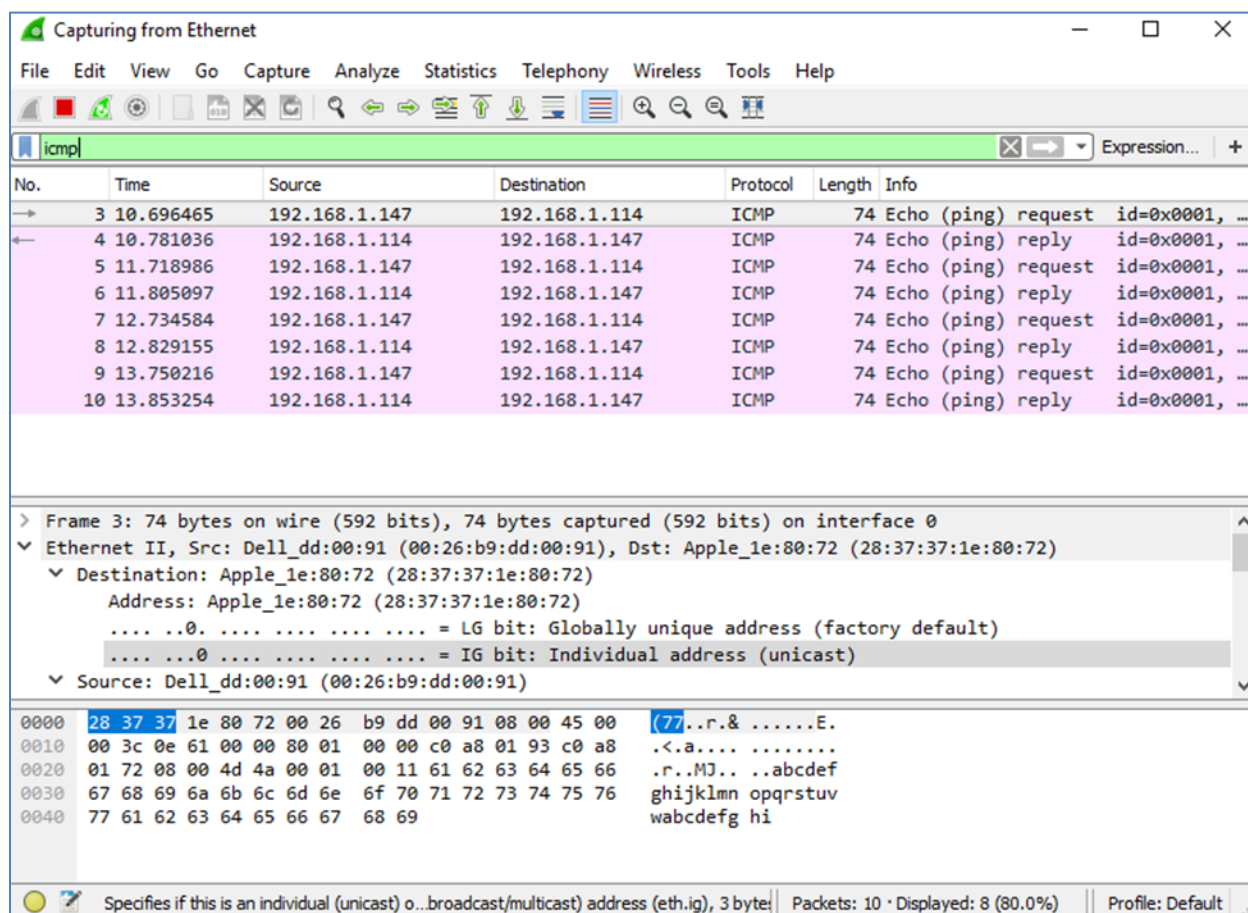 Capturing from Ethernet
File Edit View Go Capture Analyze Statistics Telephony Wireless Tools Help
icmp Expression... +
No. Time Source Destination Protocol Length Info
3 10.696465 192.168.1.147 192.168.1.114 ICMP 74 Echo (ping) request id=0x0001, …
4 10.781036 192.168.1.114 192.168.1.147 ICMP 74 Echo (ping) reply id=0x0001, …
5 11.718986 192.168.1.147 192.168.1.114 ICMP 74 Echo (ping) request id=0x0001, …
6 11.805097 192.168.1.114 192.168.1.147 ICMP 74 Echo (ping) reply id=0x0001, …
7 12.734584 192.168.1.147 192.168.1.114 ICMP 74 Echo (ping) request id=0x0001, …
8 12.829155 192.168.1.114 192.168.1.147 ICMP 74 Echo (ping) reply id=0x0001, …
9 13.750216 192.168.1.147 192.168.1.114 ICMP 74 Echo (ping) request id=0x0001, …
10 13.853254 192.168.1.114 192.168.1.147 ICMP 74 Echo (ping) reply id=0x0001, …
Frame 3: 74 bytes on wire (592 bits), 74 bytes captured (592 bits) on interface 0
Ethernet II, Src: Dell_dd:00:91 (00:26:b9:dd:00:91), Dst: Apple_1e:80:72 (28:37:37:1e:80:72)
Destination: Apple_1e:80:72 (28:37:37:1e:80:72)
Address: Apple_1e:80:72 (28:37:37:1e:80:72)
.... ..0. .... .... .... .... = LG bit: Globally unique address (factory default)
.... ...0 .... .... .... .... = IG bit: Individual address (unicast)
Source: Dell_dd:00:91 (00:26:b9:dd:00:91)
0000 28 37 37 1e 80 72 00 26 b9 dd 00 91 08 00 45 00 (77..r.& ......E.
0010 00 3c 0e 61 00 00 80 01 00 00 c0 a8 01 93 c0 a8 .<.a.... ........
0020 01 72 08 00 4d 4a 00 01 00 11 61 62 63 64 65 66 .r..MJ.. ..abcdef
0030 67 68 69 6a 6b 6c 6d 6e 6f 70 71 72 73 74 75 76 ghijklmn opqrstuv
0040 77 61 62 63 64 65 66 67 68 69 wabcdefg hi
Specifies if this is an individual (unicast) o...broadcast/multicast) address (eth.ig), 3 bytes Packets: 10 · Displayed: 8 (80.0%) Profile: Default